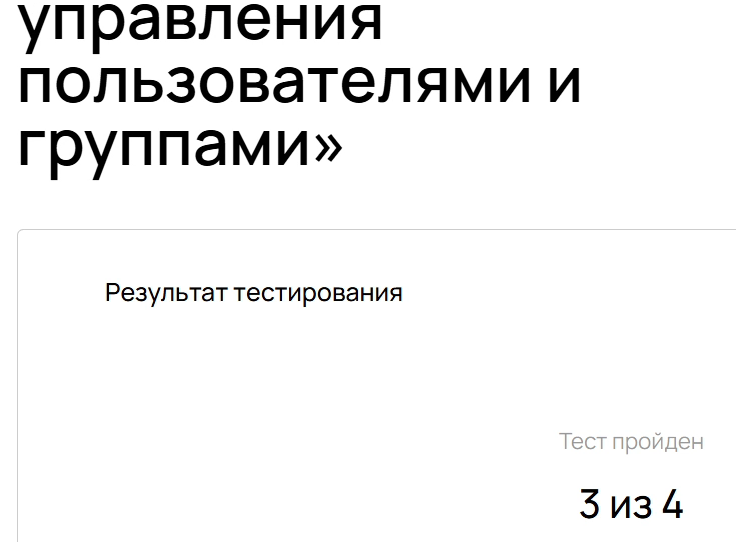 управления
пользователями и
группами»
Результат тестирования
Тест пройден
3 из 4